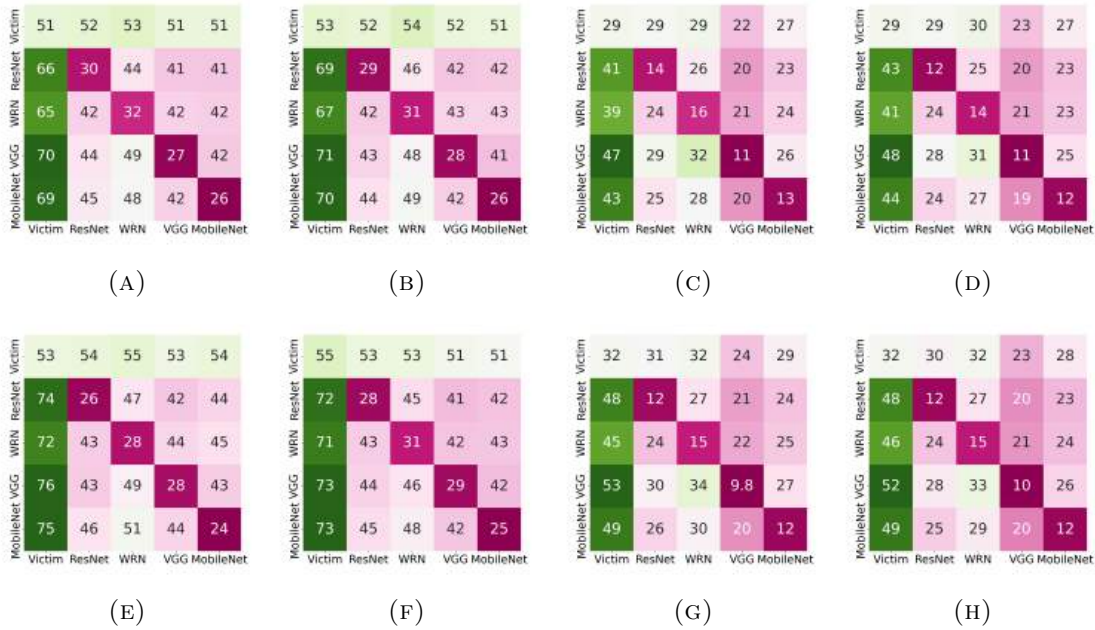 Victim 51 52 53 51 51 Victim 53 52 54 52 51 Victim 29 29 29 22 27 Victim 29 29 30 23 27
ResNet 66 30 44 41 41 ResNet 69 29 46 42 42 ResNet 41 14 26 20 23 ResNet 43 12 25 20 23
WRN 65 42 32 42 42 WRN 67 42 31 43 43 WRN 39 24 16 21 24 WRN 41 24 14 21 23
VGG 70 44 49 27 42 VGG 71 43 48 28 41 VGG 47 29 32 11 26 VGG 48 28 31 11 25
MobileNet 69 45 48 42 26 MobileNet 70 44 49 42 26 MobileNet 43 25 28 20 13 MobileNet 44 24 27 19 12
Victim ResNet WRN VGG MobileNet Victim ResNet WRN VGG MobileNet Victim ResNet WRN VGG MobileNet Victim ResNet WRN VGG MobileNet
(A) (B) (C) (D)
Victim 53 54 55 53 54 Victim 55 53 53 51 51 Victim 32 31 32 24 29 Victim 32 30 32 23 28
ResNet 74 26 47 42 44 ResNet 72 28 45 41 42 ResNet 48 12 27 21 24 ResNet 48 12 27 20 23
WRN 72 43 28 44 45 WRN 71 43 31 42 43 WRN 45 24 15 22 25 WRN 46 24 15 21 24
VGG 76 43 49 28 43 VGG 73 44 46 29 42 VGG 53 30 34 9.8 27 VGG 52 28 33 10 26
MobileNet 75 46 51 44 24 MobileNet 73 45 48 42 25 MobileNet 49 26 30 20 12 MobileNet 49 25 29 20 12
Victim ResNet WRN VGG MobileNet Victim ResNet WRN VGG MobileNet Victim ResNet WRN VGG MobileNet Victim ResNet WRN VGG MobileNet
(E) (F) (G) (H)